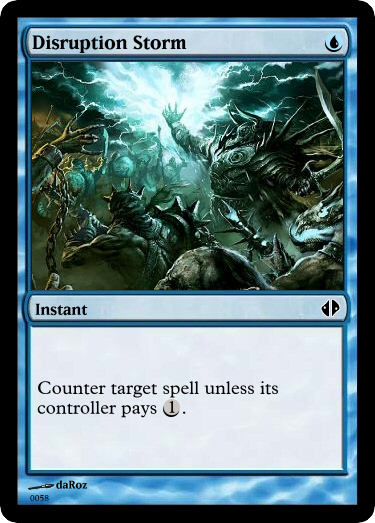 Disruption Storm
Instant
Counter target spell unless its
controller pays 1.
daRoz
0058